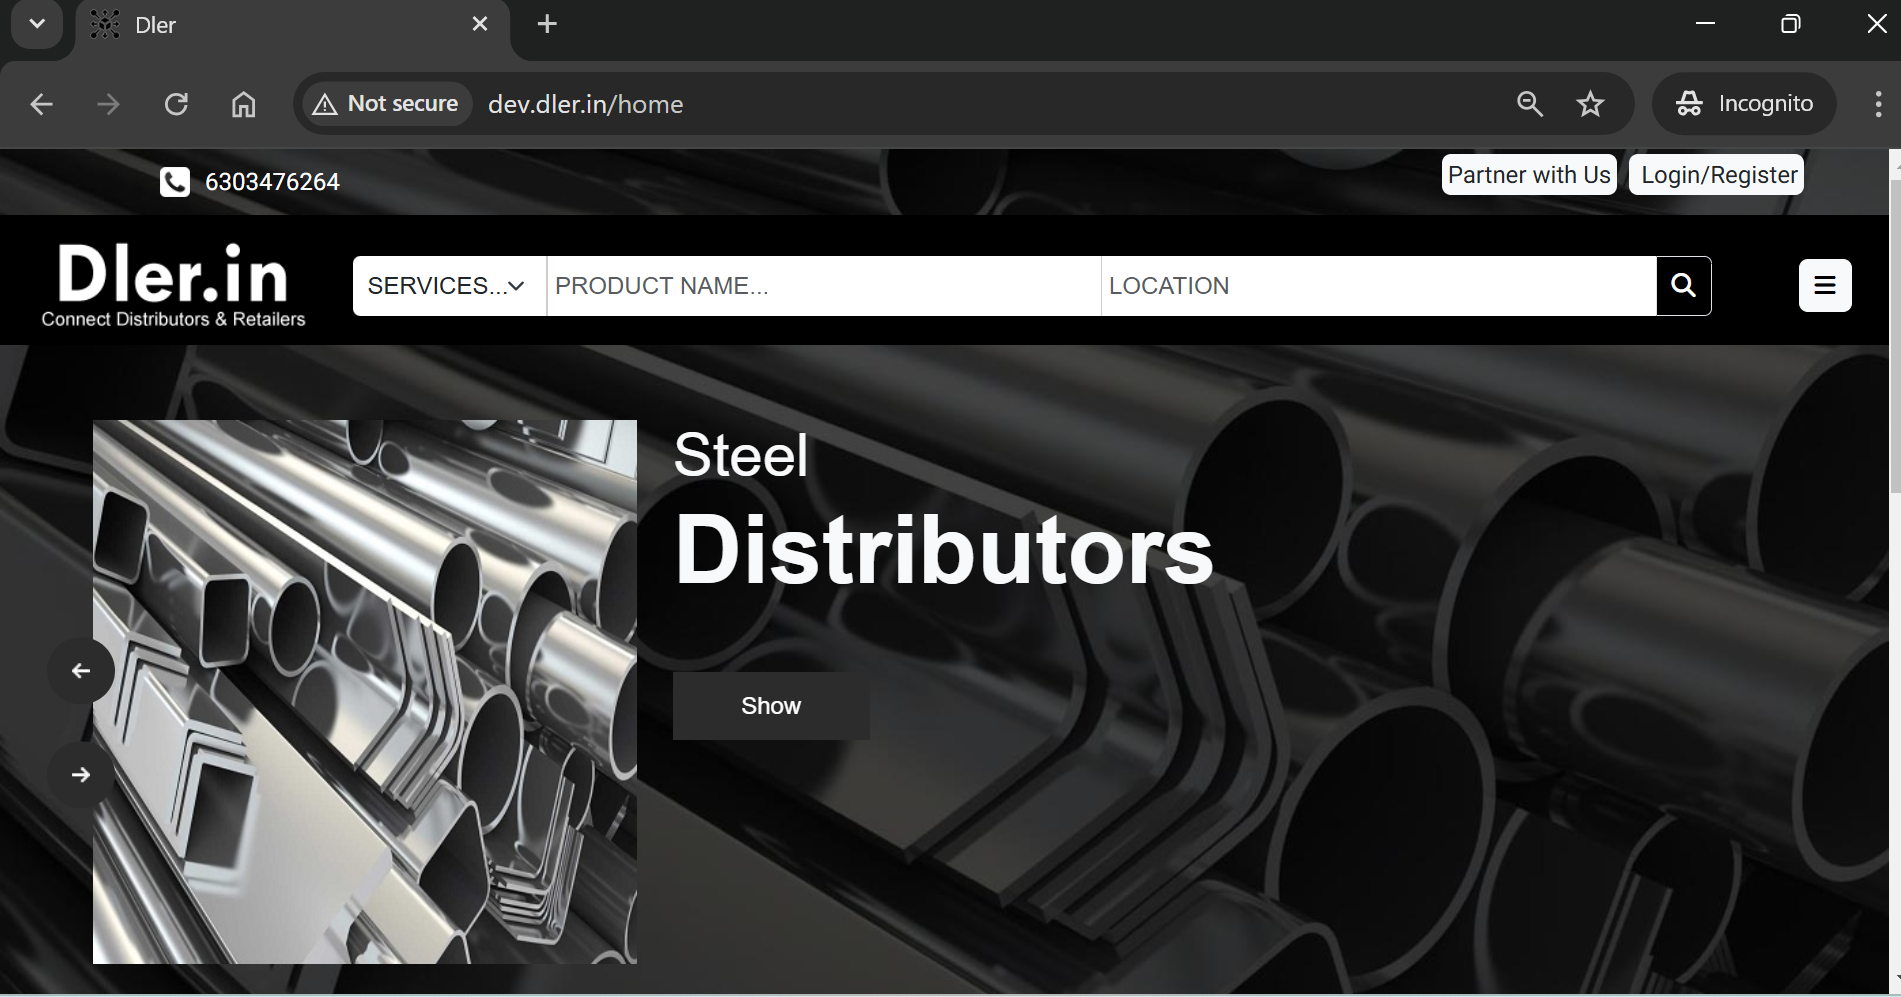 Dler
Not secure dev.dler.in/home Incognito
6303476264 Partner with Us Login/Register
Dler.in
Connect Distributors & Retailers
SERVICES... PRODUCT NAME... LOCATION
Steel
Distributors
Show